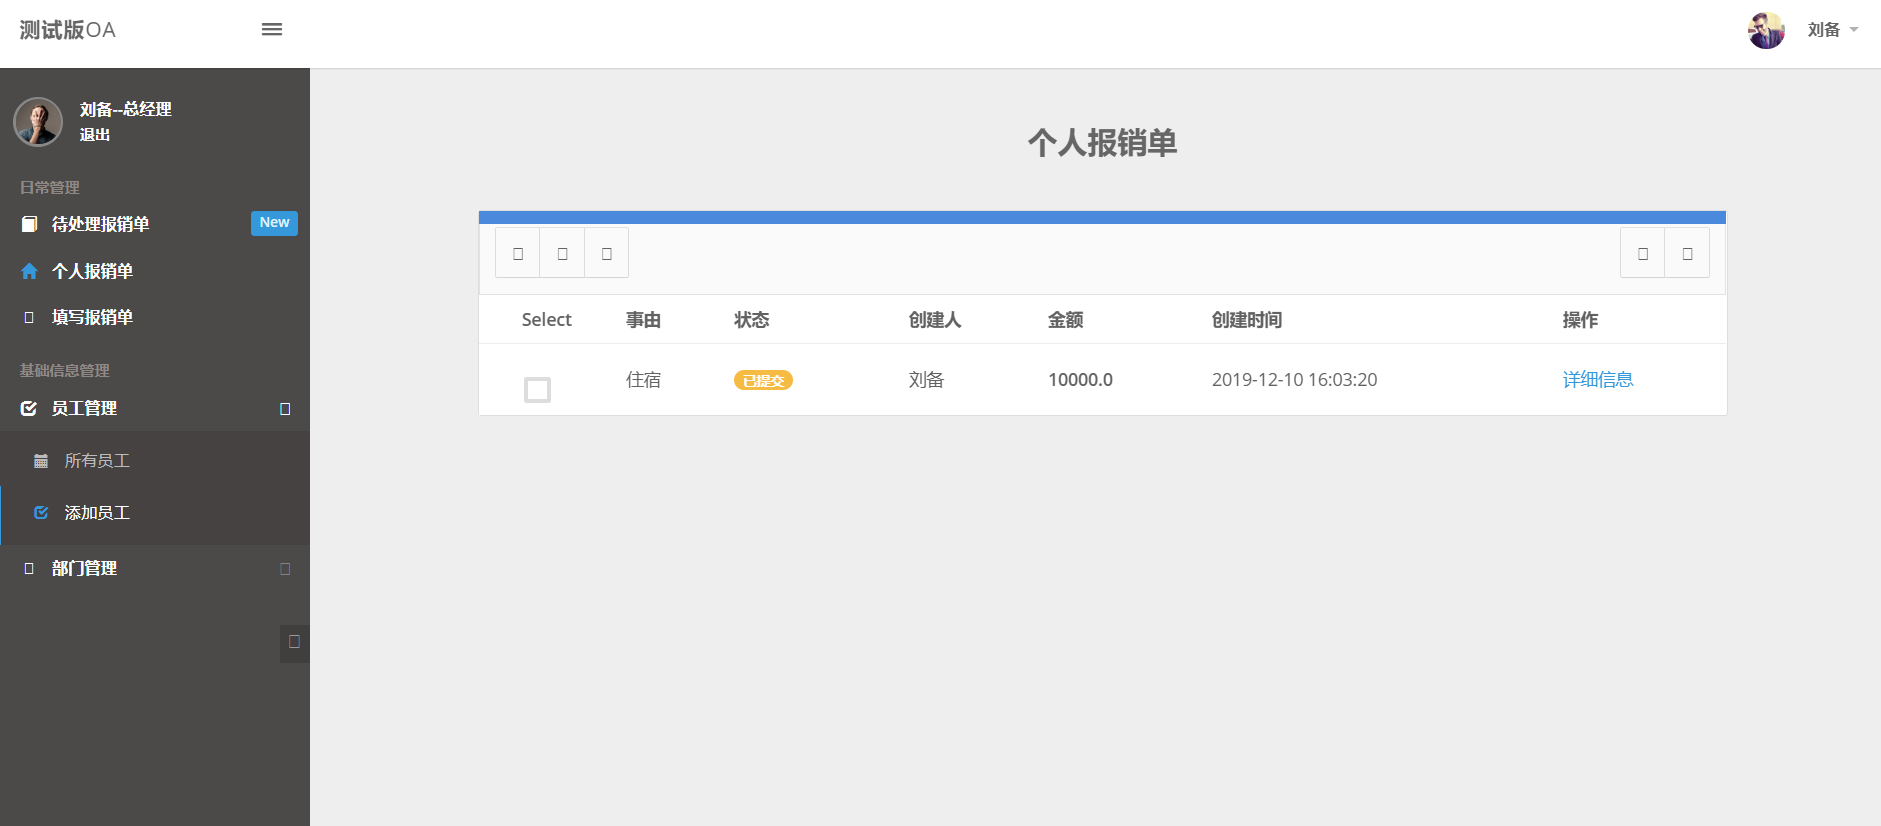 测试版OA
刘备
刘备--总经理
退出
日常管理
待处理报销单 New
个人报销单
填写报销单
基础信息管理
员工管理
所有员工
添加员工
部门管理
个人报销单
Select 事由 状态 创建人 金额 创建时间 操作
住宿 已提交 刘备 10000.0 2019-12-10 16:03:20 详细信息